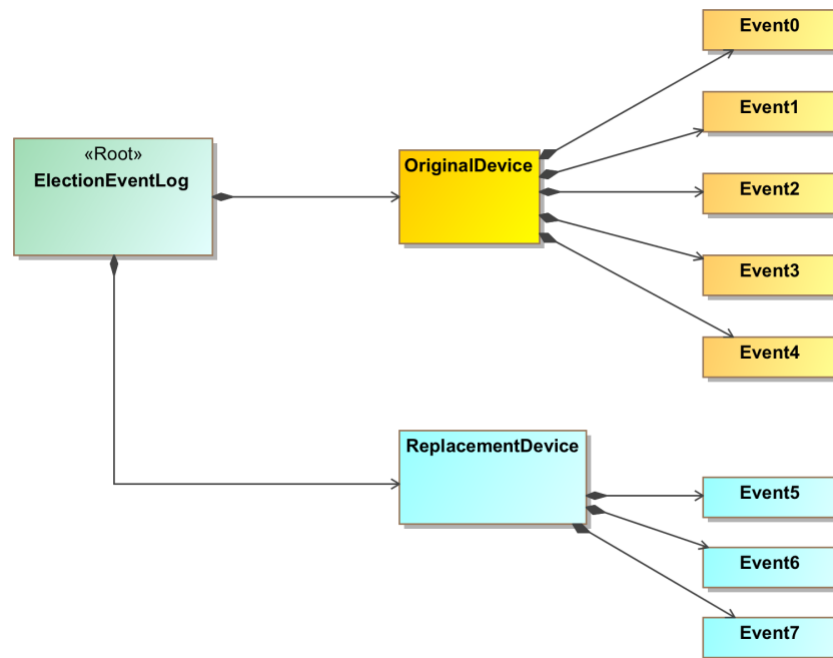 «Root»
ElectionEventLog
OriginalDevice
Event0
Event1
Event2
Event3
Event4
ReplacementDevice
Event5
Event6
Event7